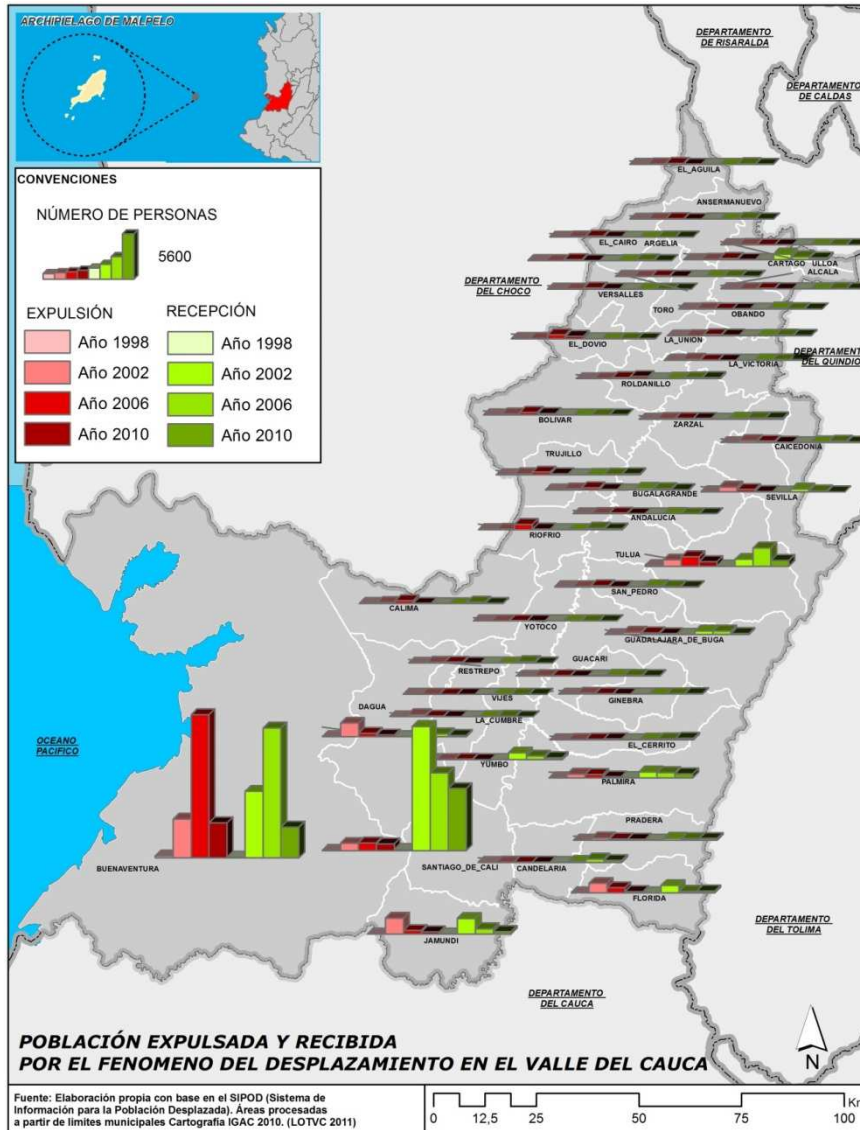 ARCHIPIELAGO DE MALPELO
DEPARTAMENTO
DE RISARALDA
DEPARTAMENTO
DE CALDAS
CONVENCIONES
NÚMERO DE PERSONAS
5600
EXPULSIÓN
RECEPCIÓN
Año 1998
Año 1998
Año 2002
Año 2002
Año 2006
Año 2006
Año 2010
Año 2010
EL_AGUILA
ANSERMANUEVO
EL_CAIRO
ARGELIA
CARTAGO
ULLOA
ALCALA
DEPARTAMENTO
DEL CHOCO
VERSALLES
TORO
OBANDO
EL_DOVIO
LA_UNION
LA_VICTORIA
DEPARTAMENTO
DEL QUINDIO
ROLDANILLO
BOLIVAR
ZARZAL
CAICEDONIA
TRUJILLO
BUGALAGRANDE
SEVILLA
ANDALUCIA
RIOFRIO
TULUA
SAN_PEDRO
CALIMA
YOTOCO
GUADALAJARA_DE_BUGA
RESTREPO
GUACARI
VIJES
GINEBRA
DAGUA
LA_CUMBRE
OCEANO
PACIFICO
EL_CERRITO
YUMBO
PALMIRA
PRADERA
BUENAVENTURA
SANTIAGO_DE_CALI
CANDELARIA
FLORIDA
JAMUNDI
DEPARTAMENTO
DEL TOLIMA
DEPARTAMENTO
DEL CAUCA
POBLACIÓN EXPULSADA Y RECIBIDA
POR EL FENOMENO DEL DESPLAZAMIENTO EN EL VALLE DEL CAUCA
N
Fuente: Elaboración propia con base en el SIPOD (Sistema de
Información para la Población Desplazada). Áreas procesadas
a partir de limites municipales Cartografía IGAC 2010. (LOTVC 2011)
Km
0 12,5 25 50 75 100